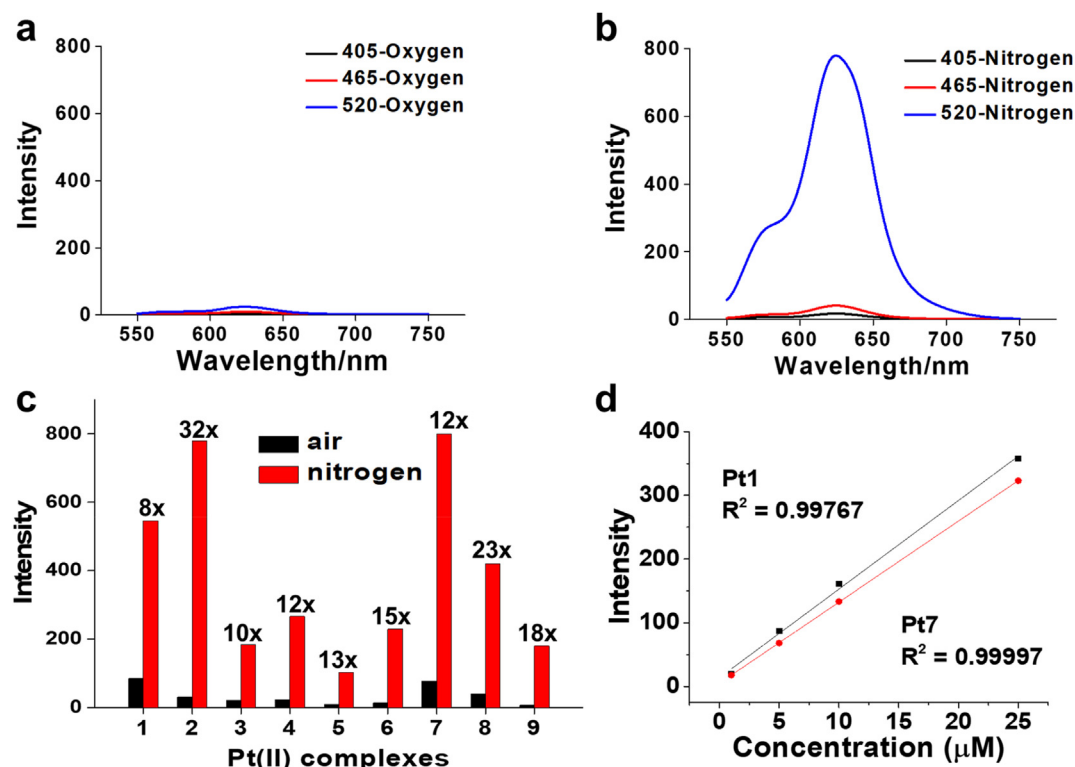 a
800
600
400
200
0
Intensity
405-Oxygen
465-Oxygen
520-Oxygen
550 600 650 700 750
Wavelength/nm
b
800
600
400
200
0
Intensity
405-Nitrogen
465-Nitrogen
520-Nitrogen
550 600 650 700 750
Wavelength/nm
c
800
600
400
200
0
Intensity
air
nitrogen
8x
32x
10x
12x
13x
15x
12x
23x
18x
1 2 3 4 5 6 7 8 9
Pt(II) complexes
d
400
300
200
100
0
Intensity
Pt1
R² = 0.99767
Pt7
R² = 0.99997
0 5 10 15 20 25
Concentration (μM)